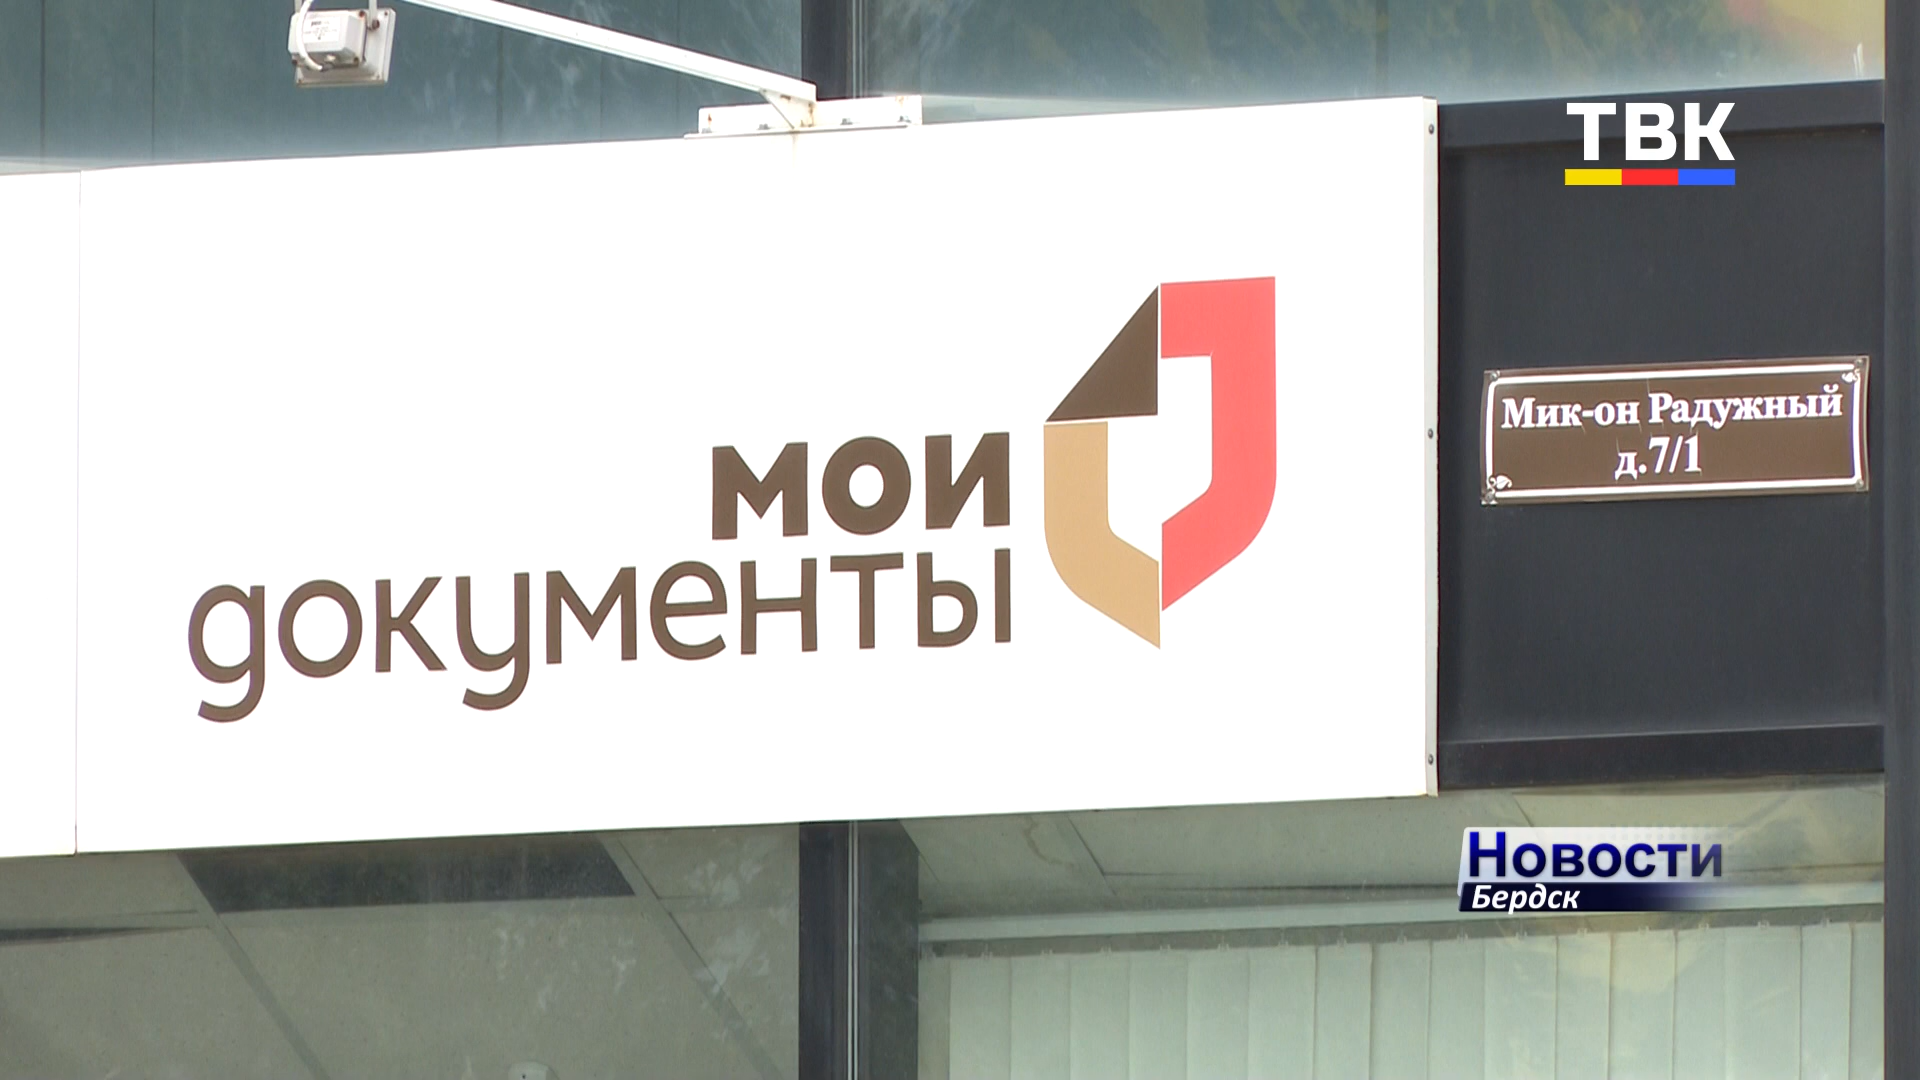 ТВК
Мик-он Радужный
д.7/1
мои
документы
Новости
Бердск